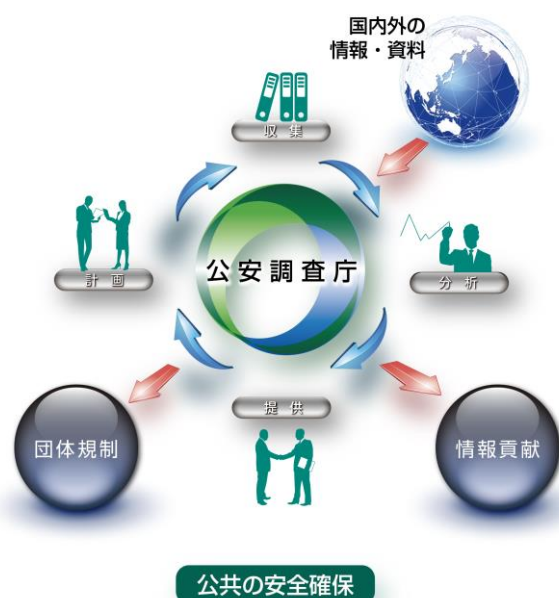 国内外の
情報・資料
収集
計画
公安調査庁
分析
提供
団体規制
情報貢献
公共の安全確保